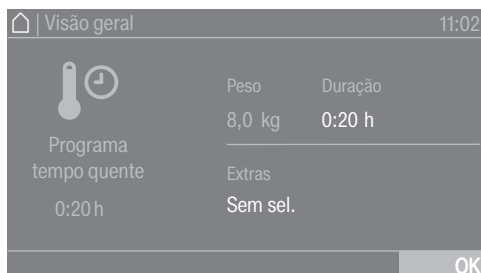 | Visão geral 11:02
Programa
tempo quente
0:20 h
Peso Duração
8,0 kg 0:20 h
Extras
Sem sel.
OK